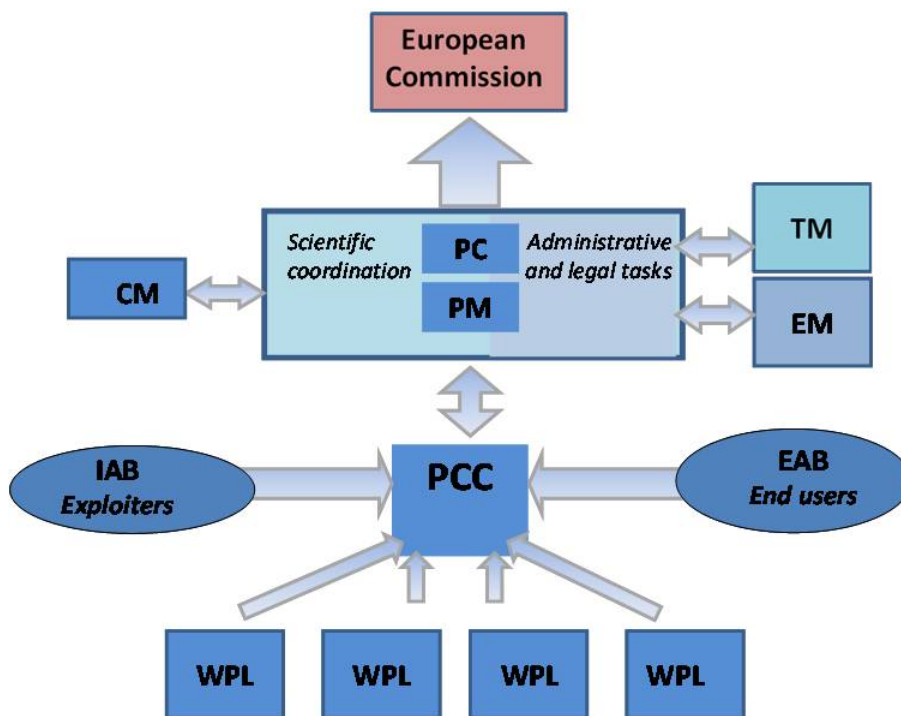 European
Commission
Scientific
coordination
PC
Administrative
and legal tasks
TM
CM
PM
EM
IAB
Exploiters
PCC
EAB
End users
WPL
WPL
WPL
WPL